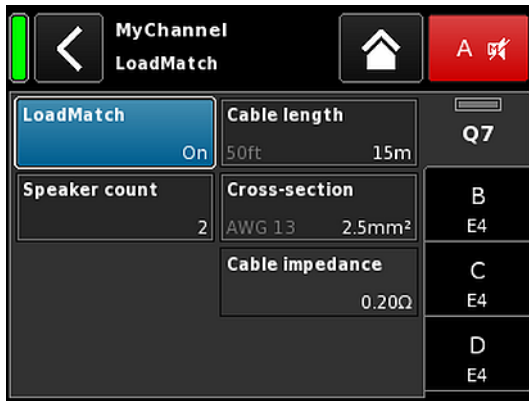 MyChannel
LoadMatch
A
LoadMatch
On
Cable length
50ft 15m
Q7
Speaker count
2
Cross-section
AWG 13 2.5mm²
B
E4
Cable impedance
0.20Ω
C
E4
D
E4